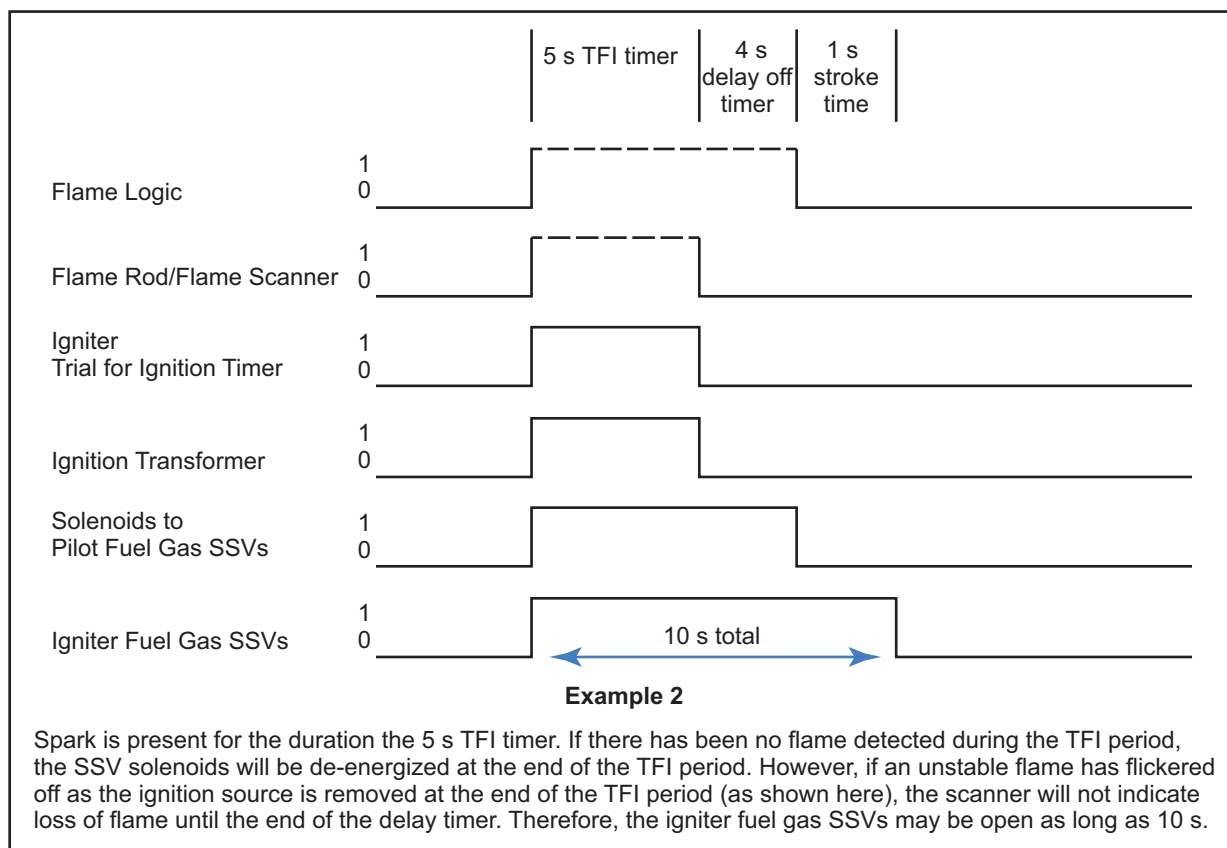 5 s TFI timer
4 s
delay off
timer
1 s
stroke
time
1
0
Flame Logic
1
0
Flame Rod/Flame Scanner
Igniter
Trial for Ignition Timer
1
0
1
0
Ignition Transformer
Solenoids to
Pilot Fuel Gas SSVs
1
0
1
0
Igniter Fuel Gas SSVs
10 s total
Example 2
Spark is present for the duration the 5 s TFI timer. If there has been no flame detected during the TFI period,
the SSV solenoids will be de-energized at the end of the TFI period. However, if an unstable flame has flickered
off as the ignition source is removed at the end of the TFI period (as shown here), the scanner will not indicate
loss of flame until the end of the delay timer. Therefore, the igniter fuel gas SSVs may be open as long as 10 s.